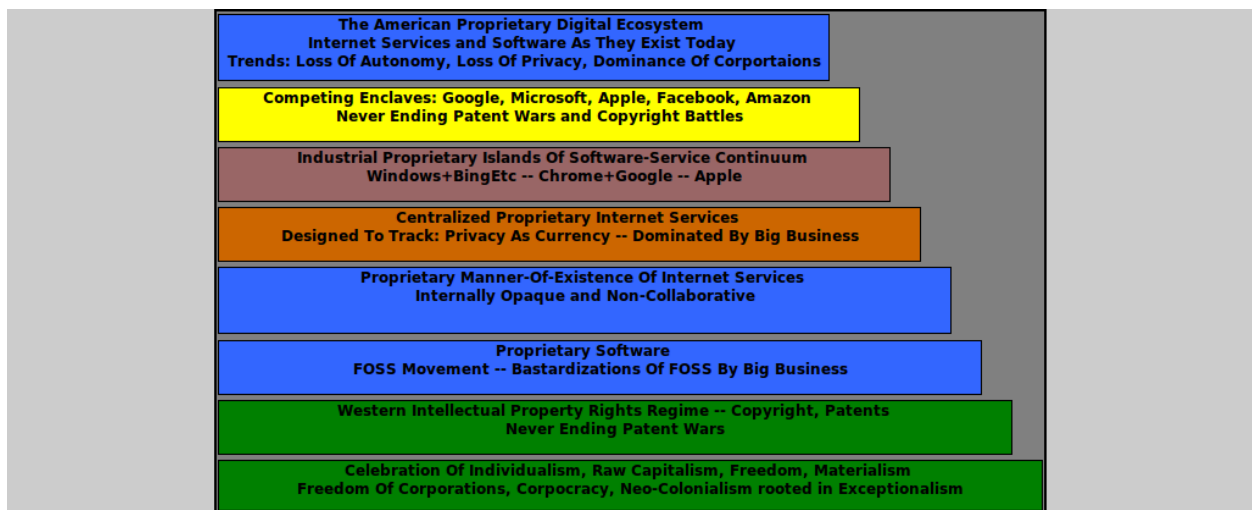 The American Proprietary Digital Ecosystem
Internet Services and Software As They Exist Today
Trends: Loss Of Autonomy, Loss Of Privacy, Dominance Of Corportaions
Competing Enclaves: Google, Microsoft, Apple, Facebook, Amazon
Never Ending Patent Wars and Copyright Battles
Industrial Proprietary Islands Of Software-Service Continuum
Windows+BingEtc -- Chrome+Google -- Apple
Centralized Proprietary Internet Services
Designed To Track: Privacy As Currency -- Dominated By Big Business
Proprietary Manner-Of-Existence Of Internet Services
Internally Opaque and Non-Collaborative
Proprietary Software
FOSS Movement -- Bastardizations Of FOSS By Big Business
Western Intellectual Property Rights Regime -- Copyright, Patents
Never Ending Patent Wars
Celebration Of Individualism, Raw Capitalism, Freedom, Materialism
Freedom Of Corporations, Corpocracy, Neo-Colonialism rooted in Exceptionalism